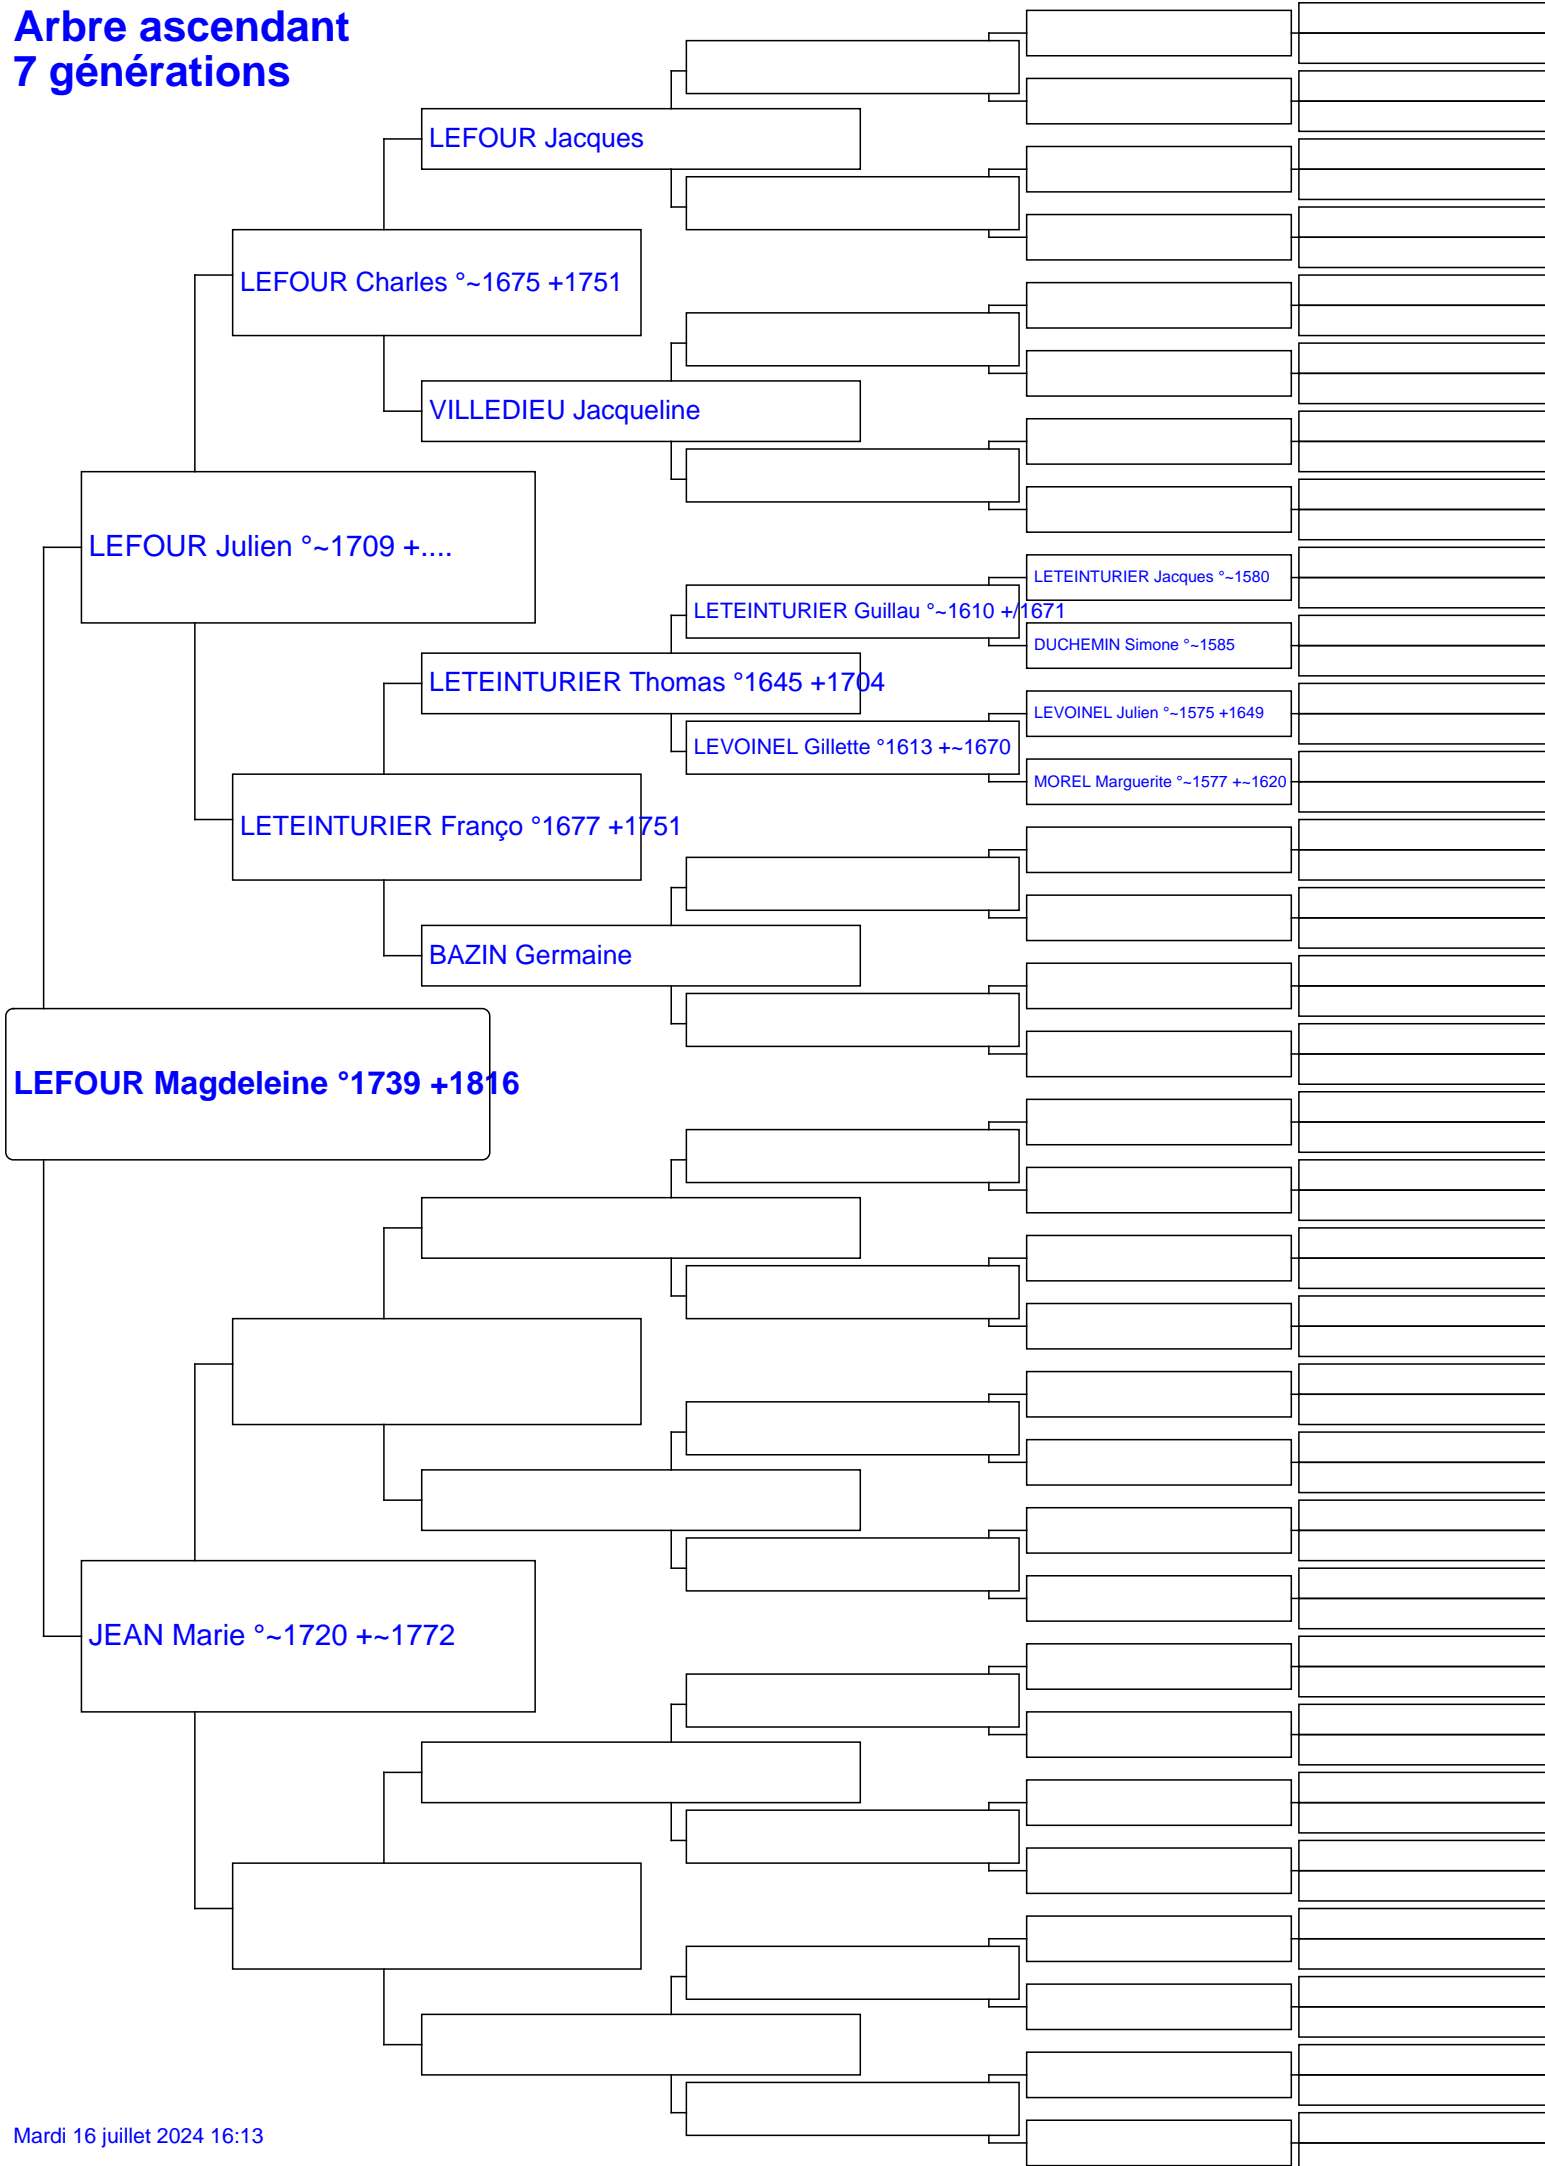 Arbre ascendant
7 générations
LEFOUR Jacques
LEFOUR Charles °~1675 +1751
VILLEDIEU Jacqueline
LEFOUR Julien °~1709 +....
LETEINTURIER Jacques °~1580
LETEINTURIER Guillau °~1610 +/1671
DUCHEMIN Simone °~1585
LETEINTURIER Thomas °1645 +1704
LEVOINEL Julien °~1575 +1649
LEVOINEL Gillette °1613 +~1670
MOREL Marguerite °~1577 +~1620
LETEINTURIER Franço °1677 +1751
BAZIN Germaine
LEFOUR Magdeleine °1739 +1816
JEAN Marie °~1720 +~1772
Mardi 16 juillet 2024 16:13